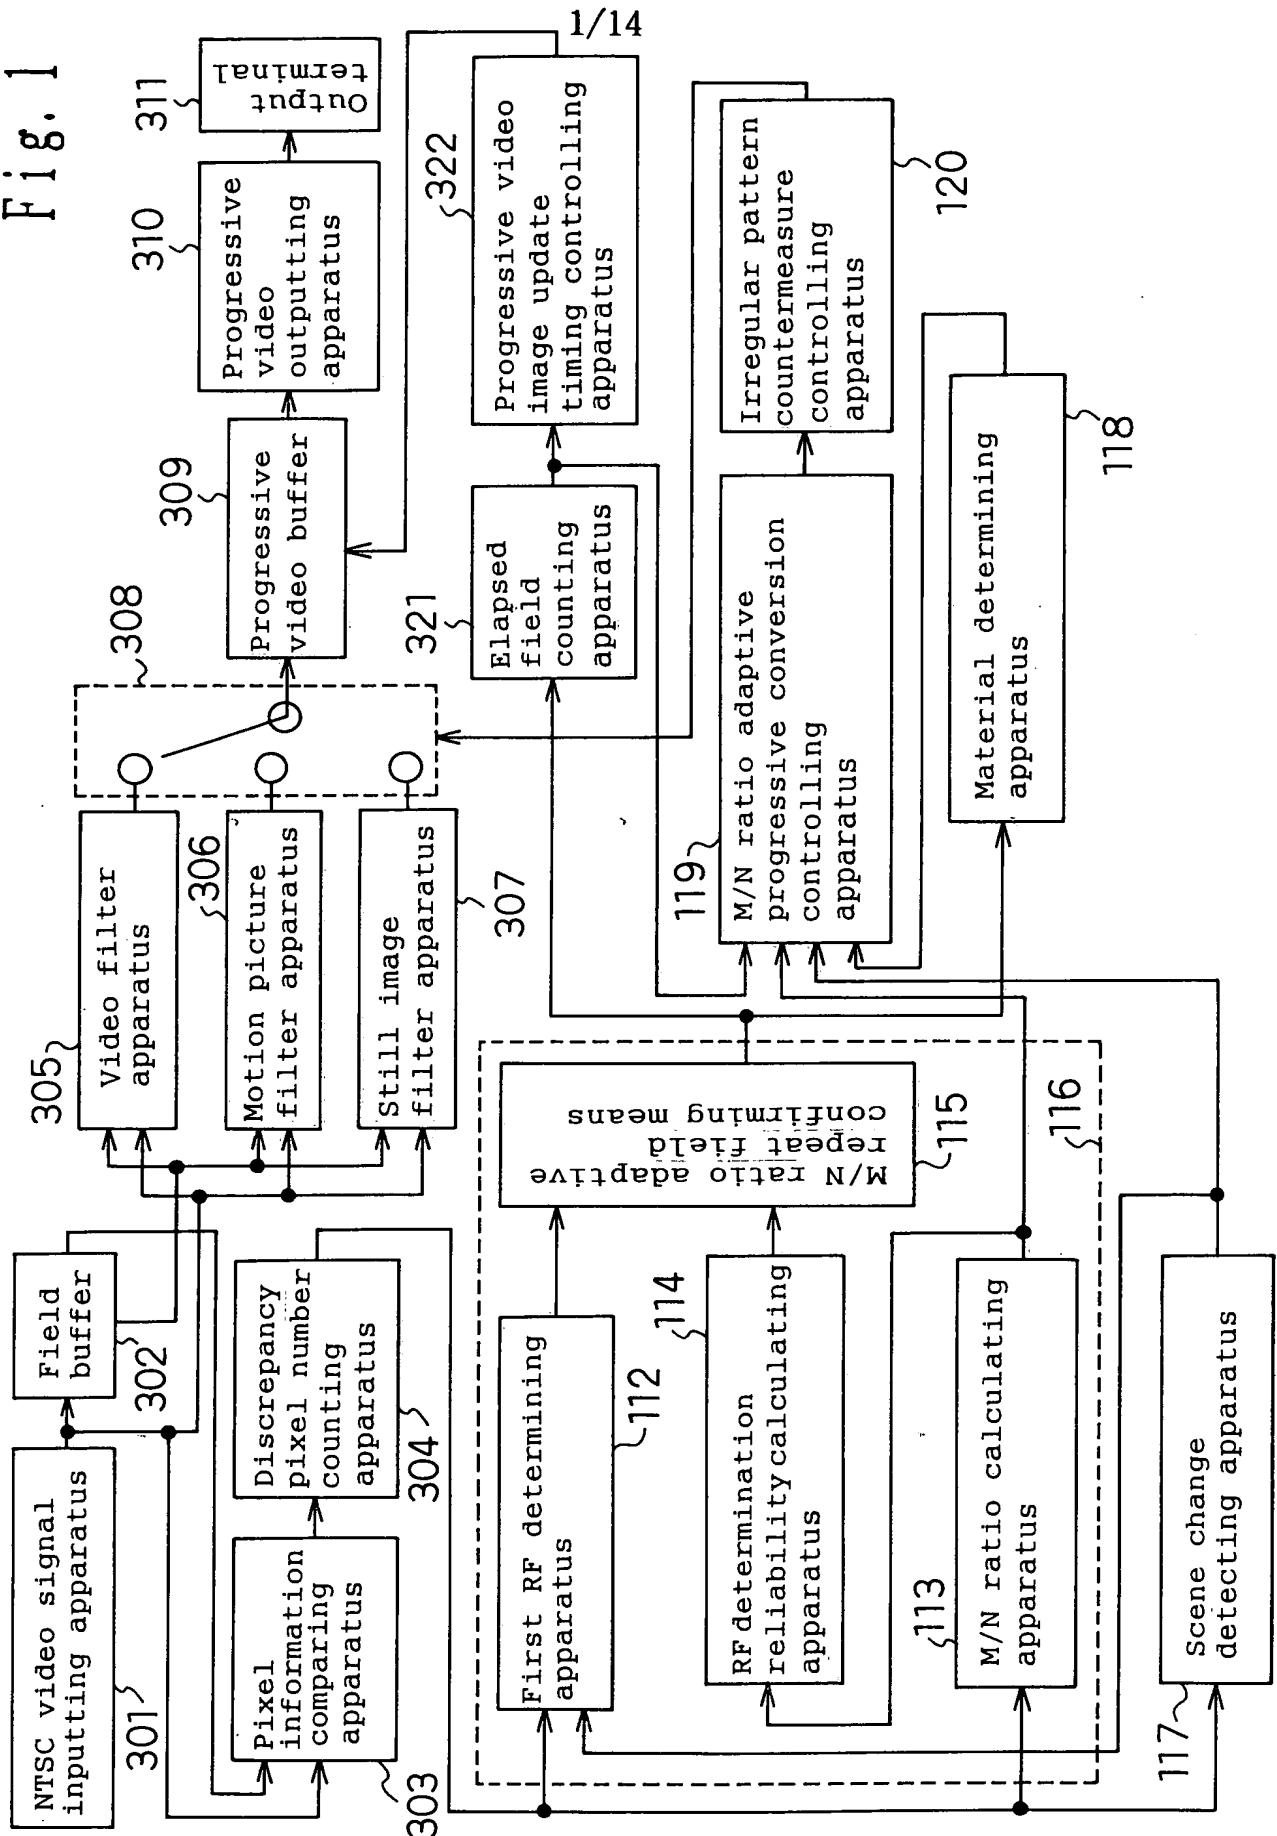 1/14
Fig. 1
NTSC video signal
inputting apparatus
301
Field
buffer
302
Pixel
information
comparing
apparatus
303
Discrepancy
pixel number
counting
apparatus
304
305
Video filter
apparatus
306
Motion picture
filter apparatus
Still image
filter apparatus
307
308
309
Progressive
video buffer
310
Progressive
video
outputting
apparatus
311
Output
terminal
321
Elapsed
field
counting
apparatus
322
Progressive video
image update
timing controlling
apparatus
First RF determining
apparatus
112
114
RF determination
reliability calculating
apparatus
113
M/N ratio calculating
apparatus
M/N ratio adaptive
repeat field
confirming means
115
116
117
Scene change
detecting apparatus
119
M/N ratio adaptive
progressive conversion
controlling
apparatus
Irregular pattern
countermeasure
controlling
apparatus
120
Material determining
apparatus
118